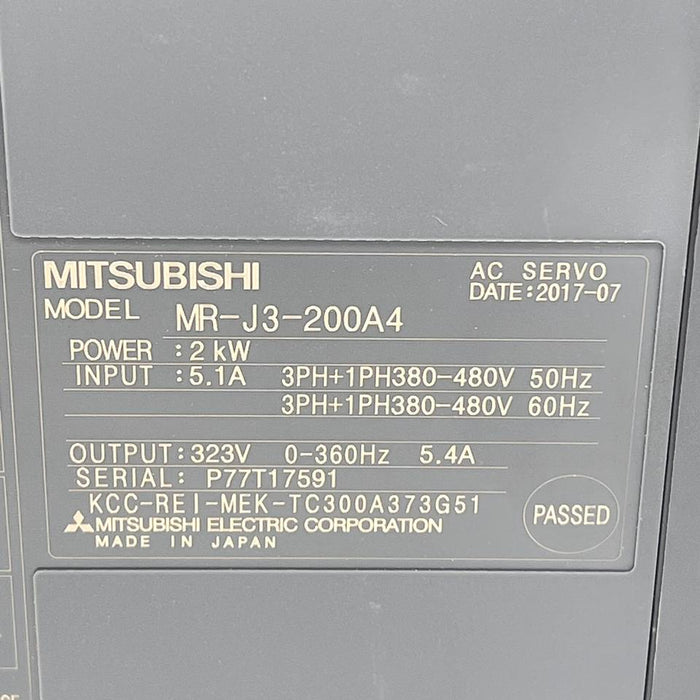 MITSUBISHI
AC SERVO
DATE:2017-07
MODEL MR-J3-200A4
POWER :2 kW
INPUT :5.1A 3PH+1PH380-480V 50Hz
3PH+1PH380-480V 60Hz
OUTPUT:323V 0-360Hz 5.4A
SERIAL: P77T17591
KCC-REI-MEK-TC300A373G51
MITSUBISHI ELECTRIC CORPORATION
MADE IN JAPAN
PASSED